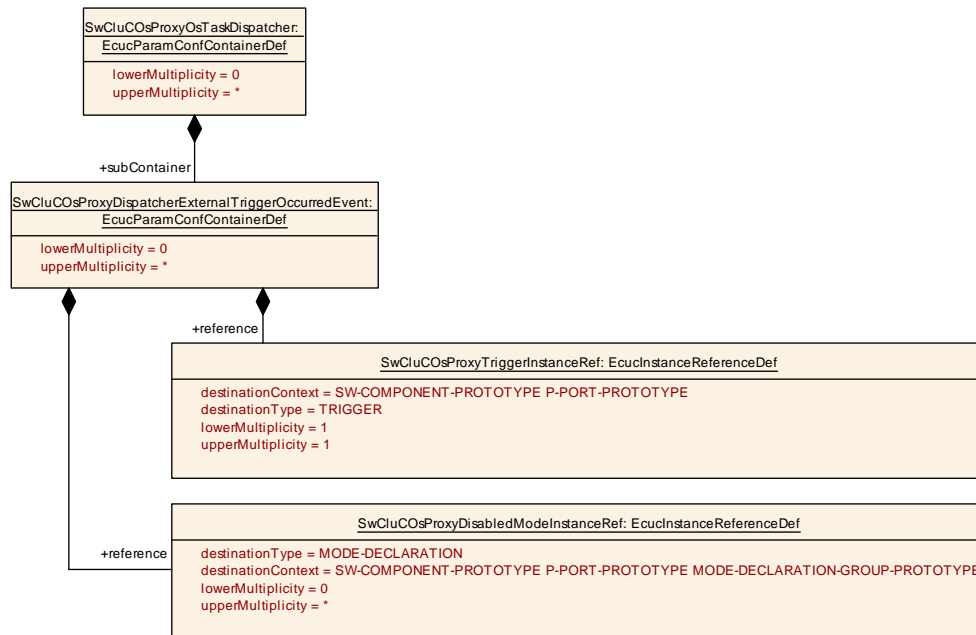 SwCluCOsProxyOsTaskDispatcher:
EcucParamConfContainerDef
lowerMultiplicity = 0
upperMultiplicity = *
+subContainer
SwCluCOsProxyDispatcherExternalTriggerOccurredEvent:
EcucParamConfContainerDef
lowerMultiplicity = 0
upperMultiplicity = *
+reference
SwCluCOsProxyTriggerInstanceRef: EcucInstanceReferenceDef
destinationContext = SW-COMPONENT-PROTOTYPE P-PORT-PROTOTYPE
destinationType = TRIGGER
lowerMultiplicity = 1
upperMultiplicity = 1
SwCluCOsProxyDisabledModeInstanceRef: EcucInstanceReferenceDef
+reference
destinationType = MODE-DECLARATION
destinationContext = SW-COMPONENT-PROTOTYPE P-PORT-PROTOTYPE MODE-DECLARATION-GROUP-PROTOTYPE
lowerMultiplicity = 0
upperMultiplicity = *